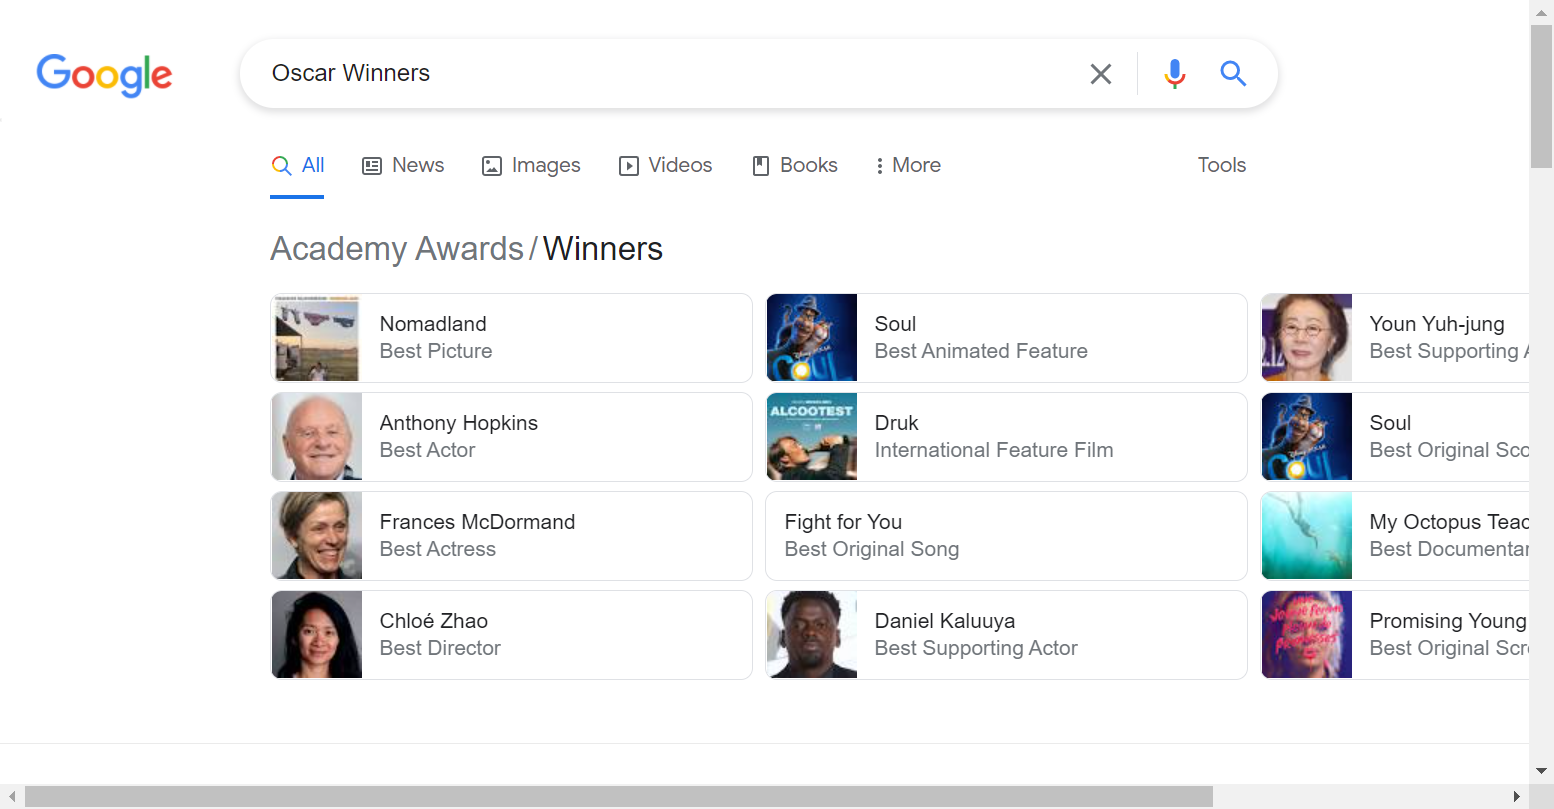 Google
Oscar Winners
All
News
Images
Videos
Books
More
Tools
Academy Awards/Winners
Nomadland
Best Picture
Anthony Hopkins
Best Actor
Frances McDormand
Best Actress
Chloé Zhao
Best Director
Soul
Best Animated Feature
ALCOOTEST
Druk
International Feature Film
Fight for You
Best Original Song
Daniel Kaluuya
Best Supporting Actor
Youn Yuh-jung
Best Supporting
Soul
Best Original Sco
My Octopus Teac
Best Documentar
Promising Young
Best Original Scre